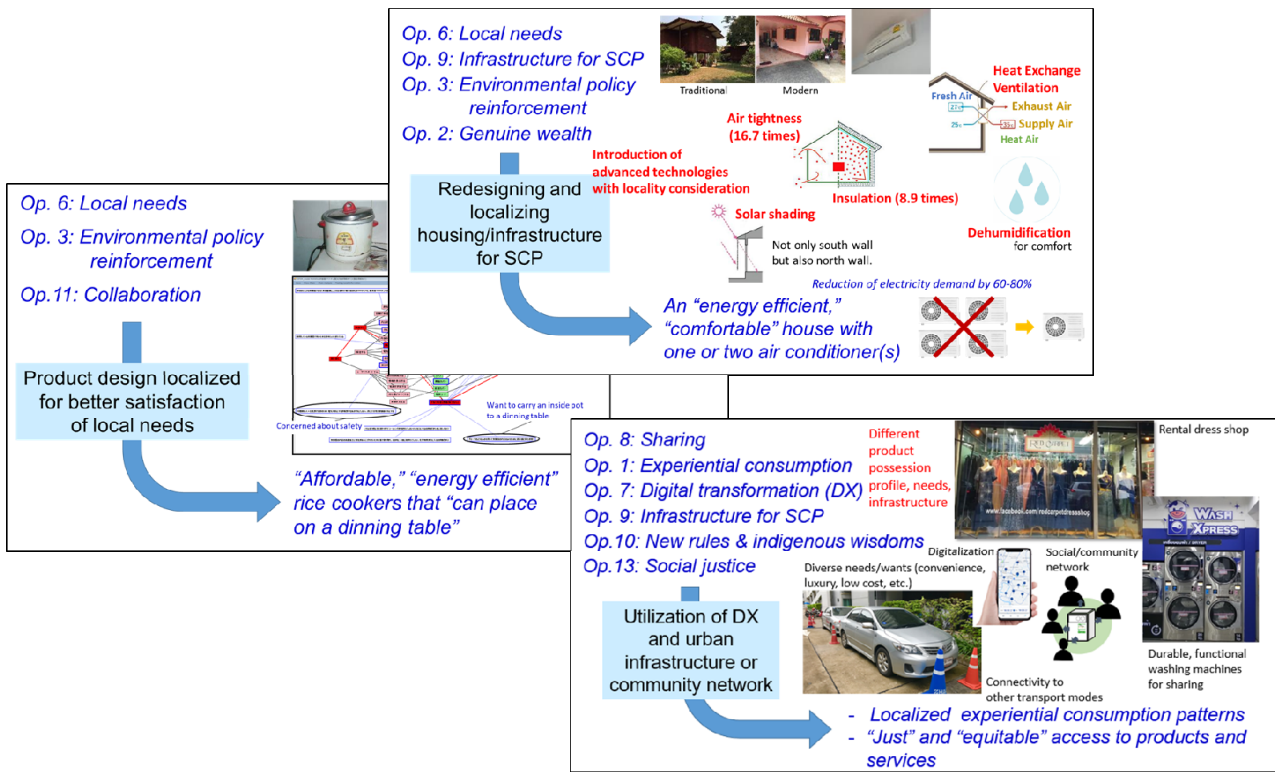 Op. 6: Local needs
Op. 9: Infrastructure for SCP
Op. 3: Environmental policy
reinforcement
Op. 2: Genuine wealth
Redesigning and
localizing
housing/infrastructure
for SCP
Traditional
Modern
Introduction of
advanced technologies
with locality consideration
Air tightness
(16.7 times)
Insulation (8.9 times)
Heat Exchange
Ventilation
Fresh Air
Exhaust Air
Supply Air
Heat Air
Solar shading
Not only south wall
but also north wall.
Dehumidification
for comfort
Reduction of electricity demand by 60-80%
An “energy efficient,”
“comfortable” house with
one or two air conditioner(s)
Op. 6: Local needs
Op. 3: Environmental policy
reinforcement
Op.11: Collaboration
Product design localized
for better satisfaction
of local needs
Concerned about safety
Want to carry an inside pot
to a dinning table
“Affordable,” “energy efficient”
rice cookers that “can place
on a dinning table”
Op. 8: Sharing
Op. 1: Experiential consumption
Op. 7: Digital transformation (DX)
Op. 9: Infrastructure for SCP
Op.10: New rules & indigenous wisdoms
Op.13: Social justice
Utilization of DX
and urban
infrastructure or
community network
Different
product
possession
profile, needs,
infrastructure
RED CARPET
www.facebook.com/redcarpetdressshop
Rental dress shop
WASH
XPRESS
Digitalization
Social/community
network
Diverse needs/wants (convenience,
luxury, low cost, etc.)
Connectivity to
other transport modes
Durable, functional
washing machines
for sharing
- Localized experiential consumption patterns
- “Just” and “equitable” access to products and
services